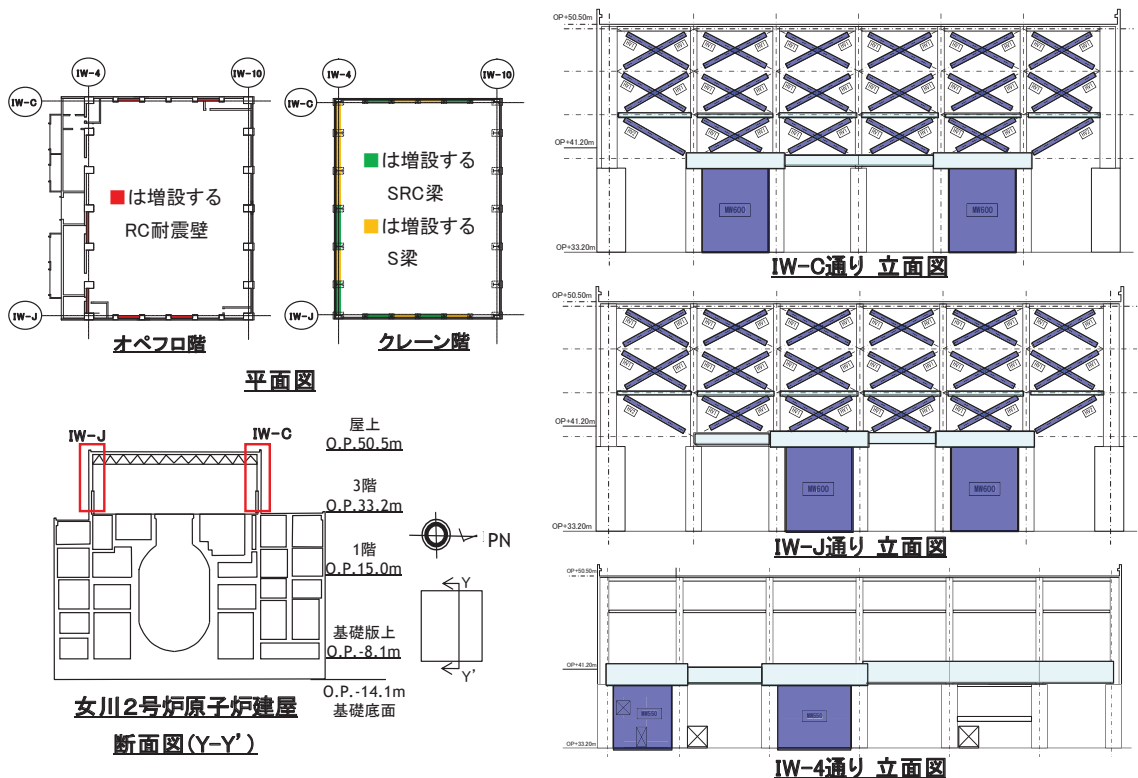 IW-4
IW-10
IW-C
IW-J
■は増設する
RC耐震壁
オペフロ階
IW-4
IW-10
IW-C
IW-J
■は増設する
SRC梁
■は増設する
S梁
クレーン階
平面図
IW-J
IW-C
屋上
O.P.50.5m
3階
O.P.33.2m
1階
O.P.15.0m
基礎版上
O.P.-8.1m
O.P.-14.1m
基礎底面
PN
Y
Y'
女川2号炉原子炉建屋
断面図(Y-Y')
OP+50.50m
OP+41.20m
OP+33.20m
MW600
MW600
IW-C通り 立面図
OP+50.50m
OP+41.20m
OP+33.20m
MW600
MW600
IW-J通り 立面図
OP+50.50m
OP+41.20m
OP+33.20m
IW-4通り 立面図